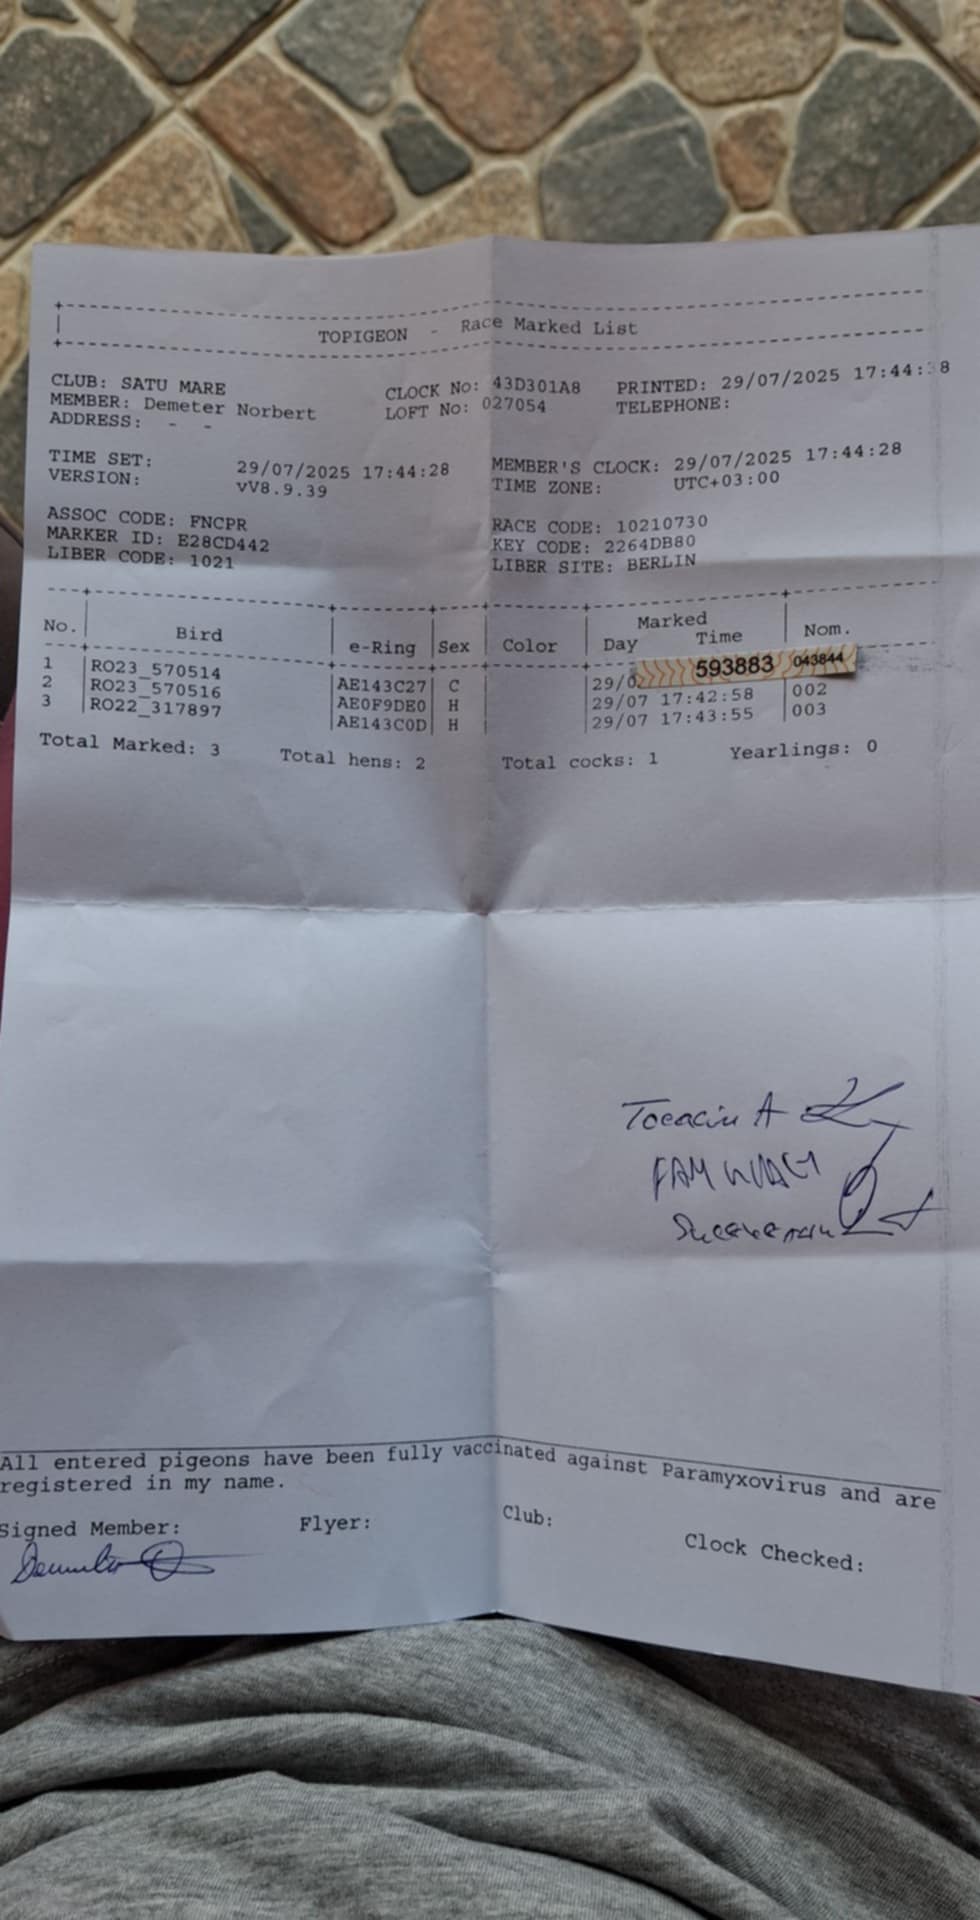 TOPIGEON - Race Marked List
CLUB: SATU MARE CLOCK No: 43D301A8 PRINTED: 29/07/2025 17:44:38
MEMBER: Demeter Norbert LOFT No: 027054 TELEPHONE:
ADDRESS: - -
TIME SET: 29/07/2025 17:44:28 MEMBER'S CLOCK: 29/07/2025 17:44:28
VERSION: vV8.9.39 TIME ZONE: UTC+03:00
ASSOC CODE: FNCPR RACE CODE: 10210730
MARKER ID: E28CD442 KEY CODE: 2264DB80
LIBER CODE: 1021 LIBER SITE: BERLIN
Marked
No. Bird e-Ring Sex Color Day Time Nom.
593883 043844
1 RO23_570514 AE143C27 C 29/0
2 RO23_570516 AE0F9DE0 H 29/07 17:42:58 002
3 RO22_317897 AE143C0D H 29/07 17:43:55 003
Total Marked: 3 Total hens: 2 Total cocks: 1 Yearlings: 0
A
All entered pigeons have been fully vaccinated against Paramyxovirus and are
registered in my name.
Signed Member: Flyer: Club: Clock Checked: